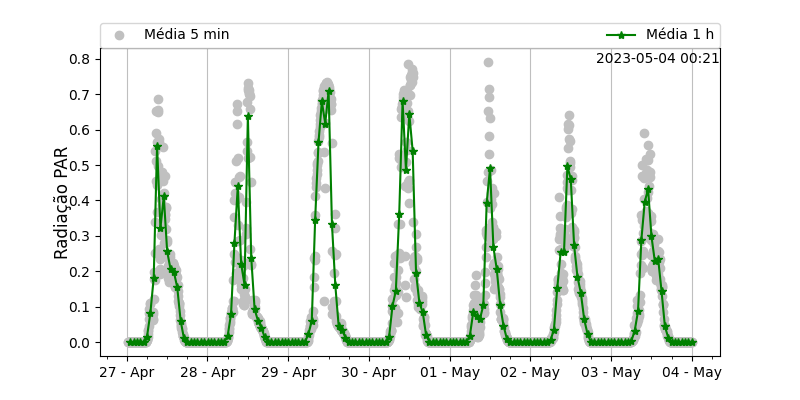 Média 5 min
Média 1 h
2023-05-04 00:21
Radiação PAR
0.8
0.7
0.6
0.5
0.4
0.3
0.2
0.1
0.0
27 - Apr
28 - Apr
29 - Apr
30 - Apr
01 - May
02 - May
03 - May
04 - May